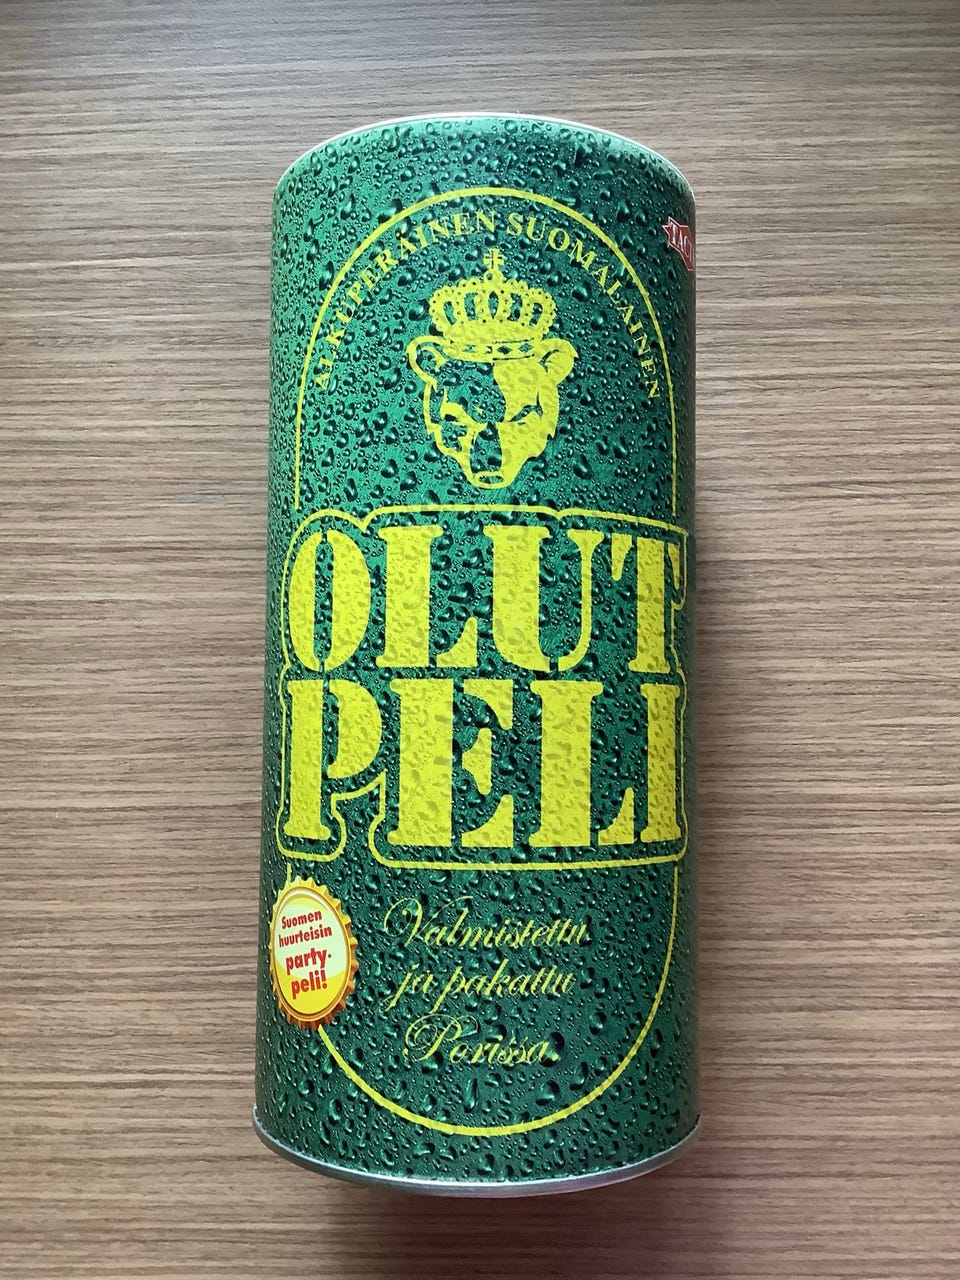 ALKUPERÄINEN SUOMALAINEN
OLUT
PELI
Suomen
huurteisin
party-
peli!
Valmistettu
ja pakattu
Porissa